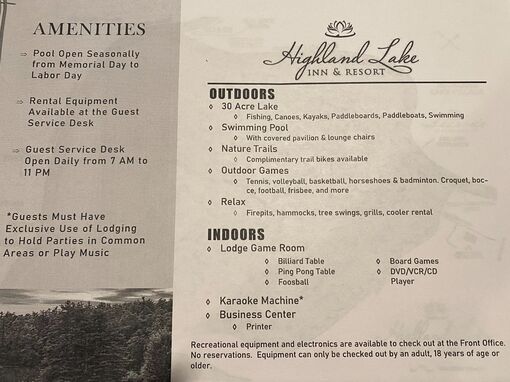 AMENITIES
⇒ Pool Open Seasonally
from Memorial Day to
Labor Day
⇒ Rental Equipment
Available at the Guest
Service Desk
⇒ Guest Service Desk
Open Daily from 7 AM to
11 PM
*Guests Must Have
Exclusive Use of Lodging
to Hold Parties in Common
Areas or Play Music
Highland Lake
INN & RESORT
OUTDOORS
◊ 30 Acre Lake
◊ Fishing, Canoes, Kayaks, Paddleboards, Paddleboats, Swimming
◊ Swimming Pool
◊ With covered pavilion & lounge chairs
◊ Nature Trails
◊ Complimentary trail bikes available
◊ Outdoor Games
◊ Tennis, volleyball, basketball, horseshoes & badminton. Croquet, boc-
ce, football, frisbee, and more
◊ Relax
◊ Firepits, hammocks, tree swings, grills, cooler rental
INDOORS
◊ Lodge Game Room
◊ Billiard Table
◊ Ping Pong Table
◊ Foosball
◊ Board Games
◊ DVD/VCR/CD
Player
◊ Karaoke Machine*
◊ Business Center
◊ Printer
Recreational equipment and electronics are available to check out at the Front Office.
No reservations. Equipment can only be checked out by an adult, 18 years of age or
older.